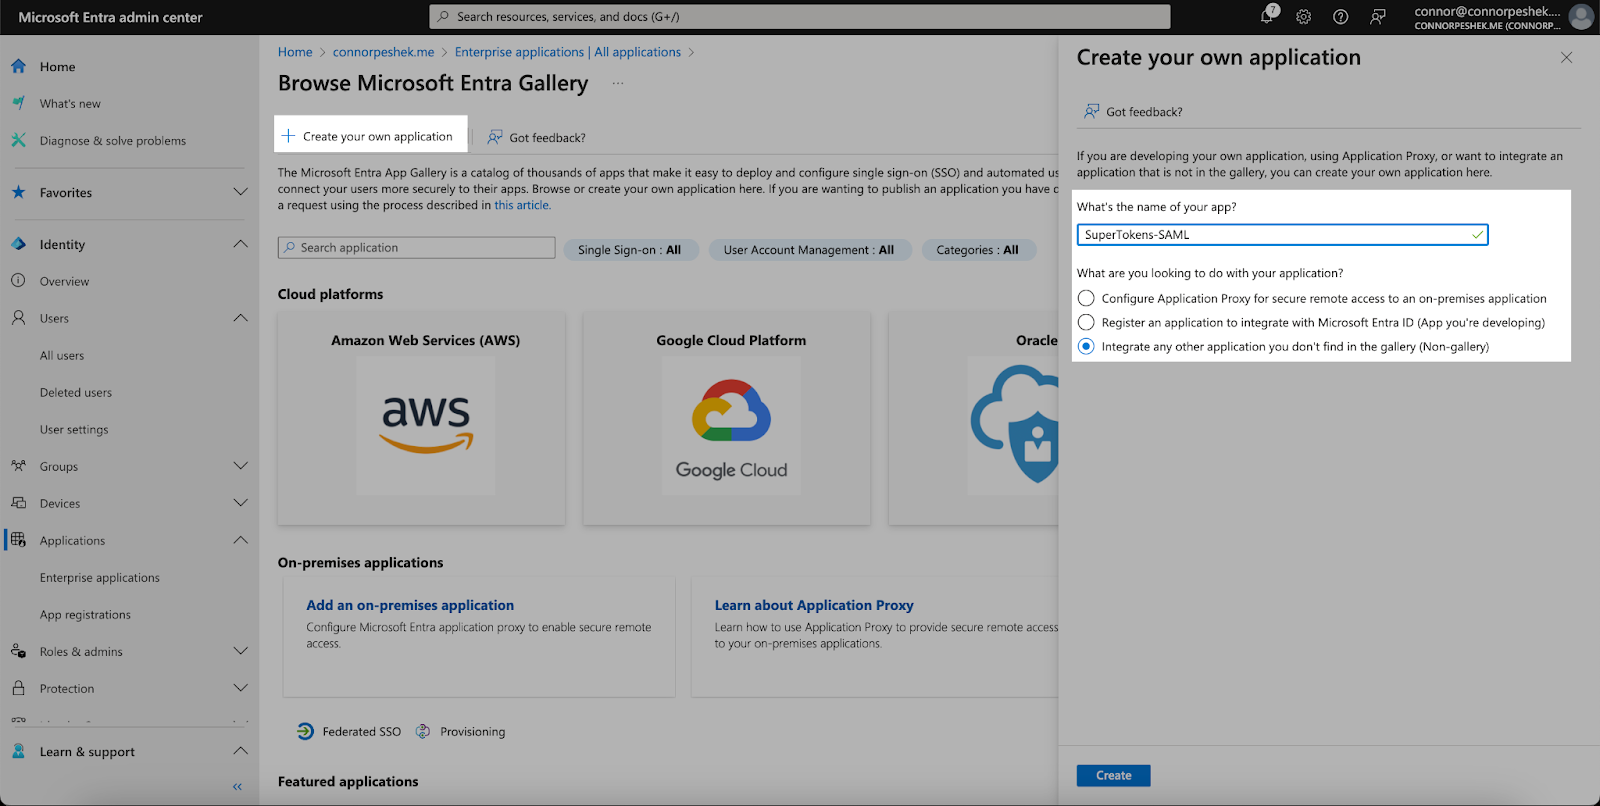 Microsoft Entra admin center
Search resources, services, and docs (G+/)
7
connor@connorpeshek....
CONNORPESHEK.ME (CONNORP...
Home
What's new
Diagnose & solve problems
Favorites
Identity
Overview
Users
All users
Deleted users
User settings
Groups
Devices
Applications
Enterprise applications
App registrations
Roles & admins
Protection
Learn & support
Home > connorpeshek.me > Enterprise applications | All applications >
Browse Microsoft Entra Gallery ...
Create your own application
Got feedback?
The Microsoft Entra App Gallery is a catalog of thousands of apps that make it easy to deploy and configure single sign-on (SSO) and automated us
connect your users more securely to their apps. Browse or create your own application here. If you are wanting to publish an application you have d
a request using the process described in this article.
Search application
Single Sign-on : All
User Account Management : All
Categories : All
Cloud platforms
Amazon Web Services (AWS)
aws
Google Cloud Platform
Google Cloud
Oracle
On-premises applications
Add an on-premises application
Configure Microsoft Entra application proxy to enable secure remote
access.
Learn about Application Proxy
Learn how to use Application Proxy to provide secure remote access
to your on-premises applications.
Federated SSO
Provisioning
Featured applications
Create your own application
Got feedback?
If you are developing your own application, using Application Proxy, or want to integrate an
application that is not in the gallery, you can create your own application here.
What's the name of your app?
SuperTokens-SAML
What are you looking to do with your application?
Configure Application Proxy for secure remote access to an on-premises application
Register an application to integrate with Microsoft Entra ID (App you're developing)
Integrate any other application you don't find in the gallery (Non-gallery)
Create